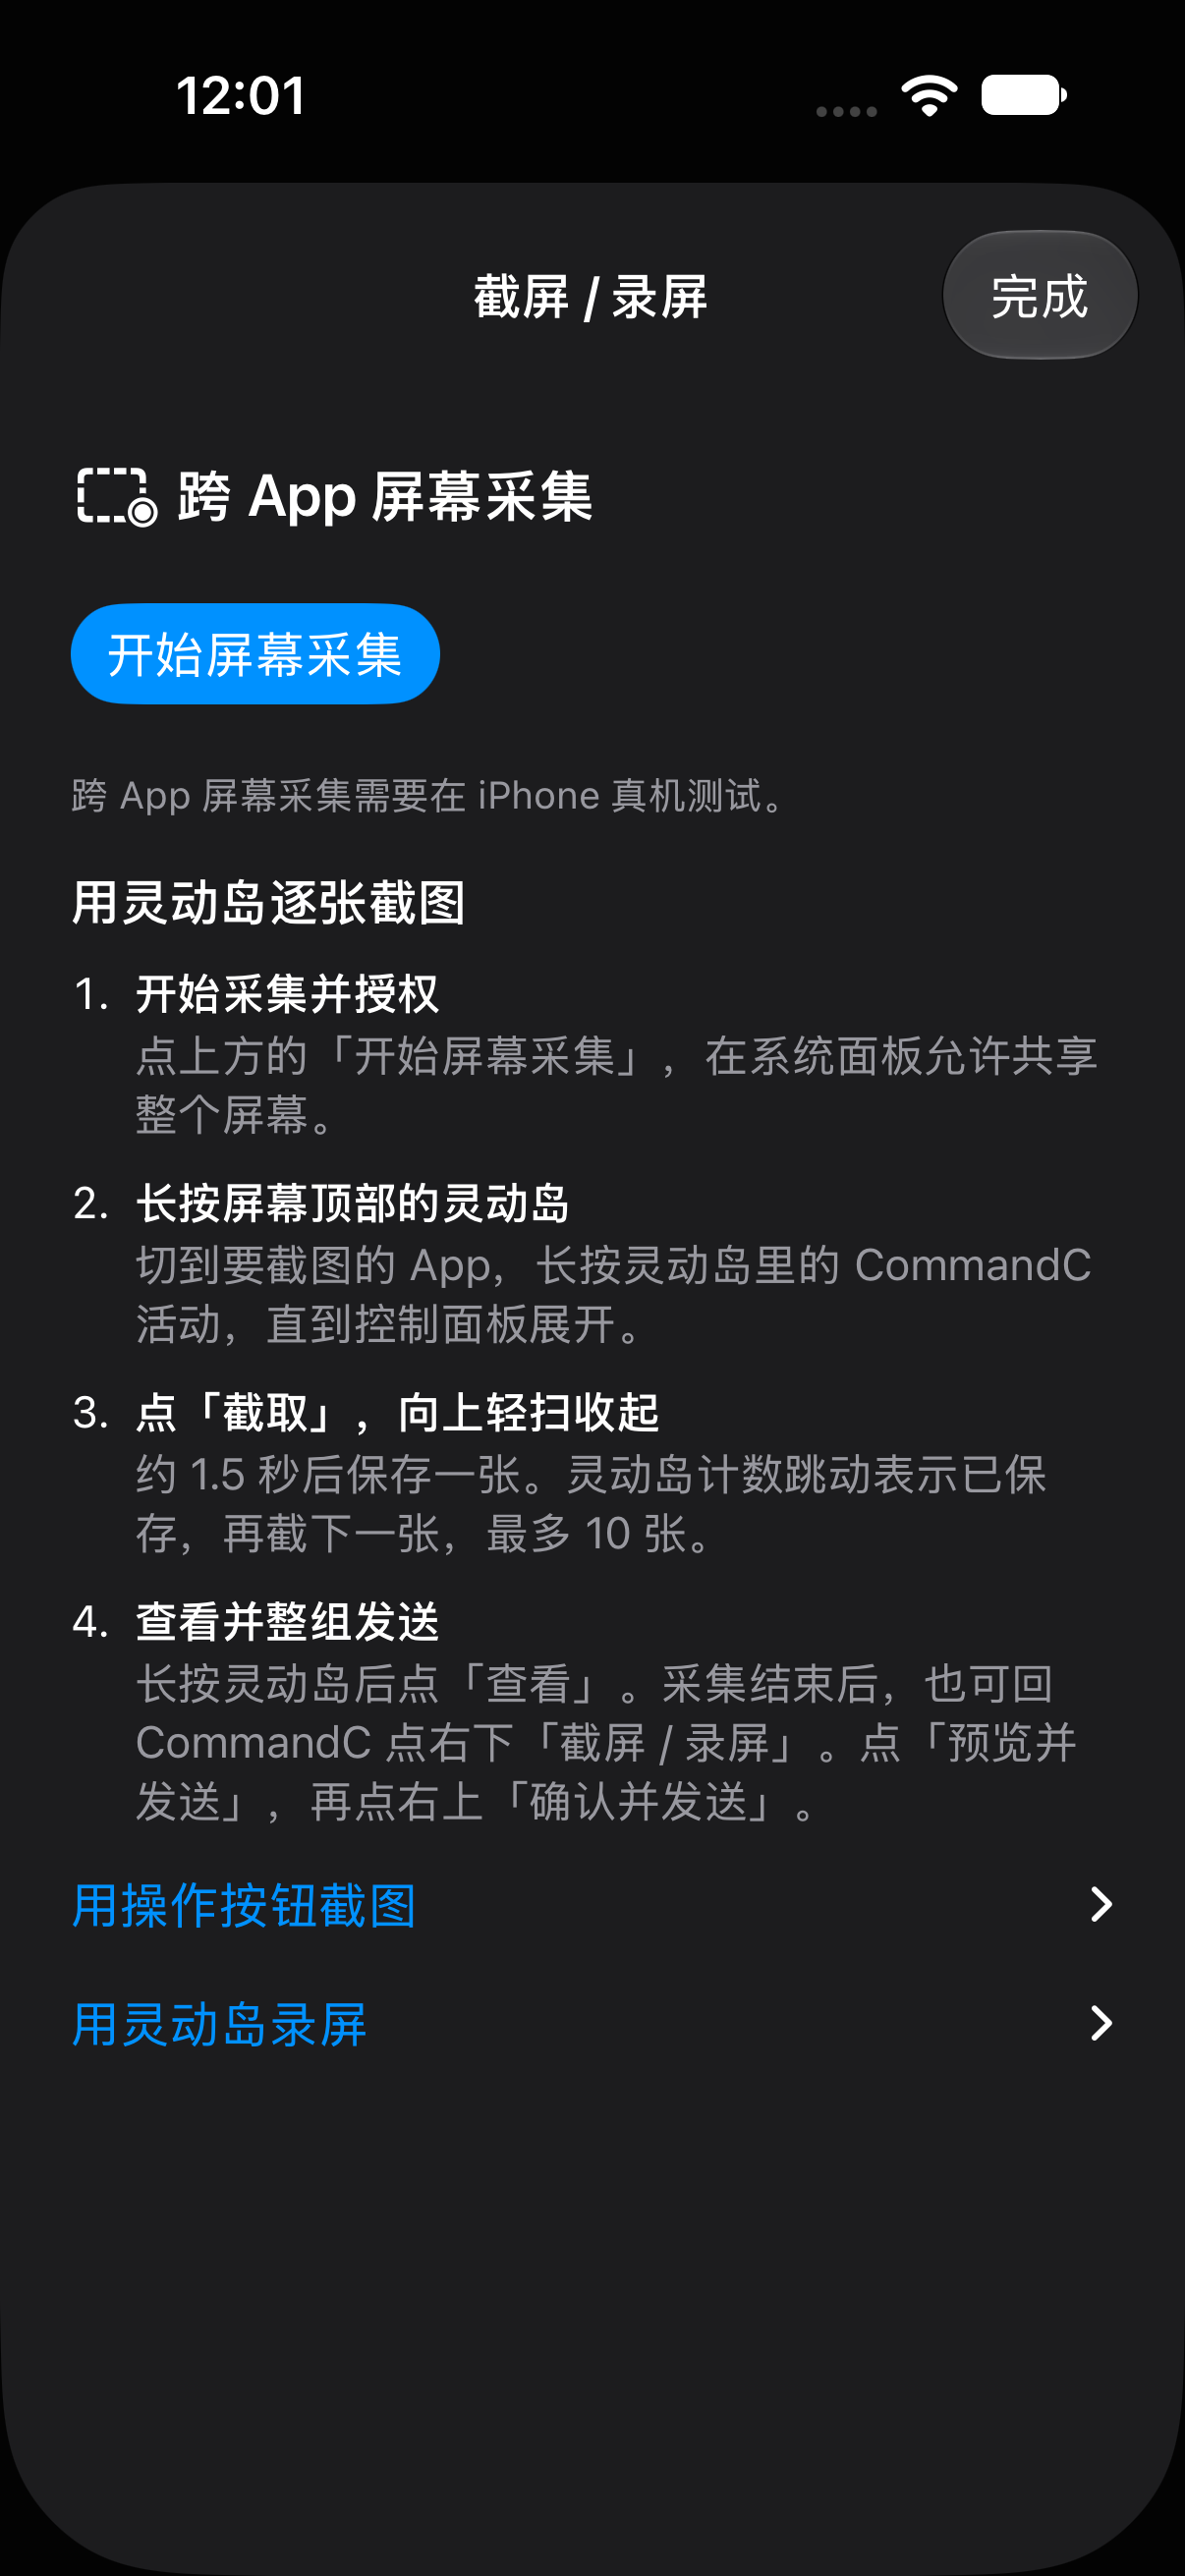 12:01
截屏 / 录屏
完成
跨 App 屏幕采集
开始屏幕采集
跨 App 屏幕采集需要在 iPhone 真机测试。
用灵动岛逐张截图
1. 开始采集并授权
点上方的「开始屏幕采集」，在系统面板允许共享
整个屏幕。
2. 长按屏幕顶部的灵动岛
切到要截图的 App，长按灵动岛里的 CommandC
活动，直到控制面板展开。
3. 点「截取」，向上轻扫收起
约 1.5 秒后保存一张。灵动岛计数跳动表示已保
存，再截下一张，最多 10 张。
4. 查看并整组发送
长按灵动岛后点「查看」。采集结束后，也可回
CommandC 点右下「截屏 / 录屏」。点「预览并
发送」，再点右上「确认并发送」。
用操作按钮截图
用灵动岛录屏